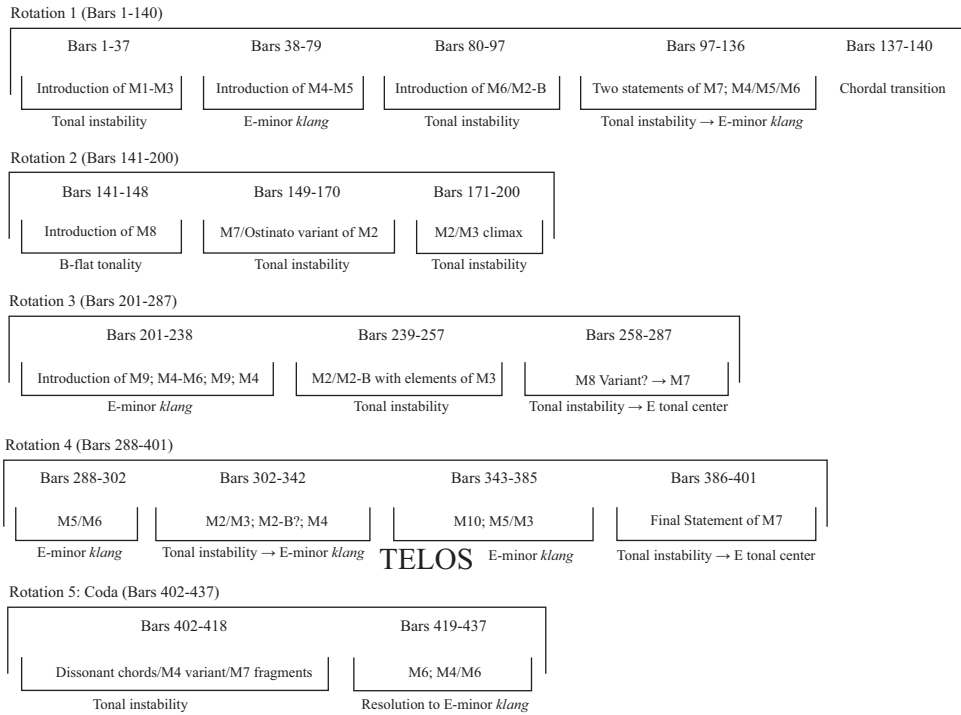 Rotation 1 (Bars 1-140)
Bars 1-37 Bars 38-79 Bars 80-97 Bars 97-136 Bars 137-140
Introduction of M1-M3 Introduction of M4-M5 Introduction of M6/M2-B Two statements of M7; M4/M5/M6 Chordal transition
Tonal instability E-minor klang Tonal instability Tonal instability → E-minor klang
Rotation 2 (Bars 141-200)
Bars 141-148 Bars 149-170 Bars 171-200
Introduction of M8 M7/Ostinato variant of M2 M2/M3 climax
B-flat tonality Tonal instability Tonal instability
Rotation 3 (Bars 201-287)
Bars 201-238 Bars 239-257 Bars 258-287
Introduction of M9; M4-M6; M9; M4 M2/M2-B with elements of M3 M8 Variant? → M7
E-minor klang Tonal instability Tonal instability → E tonal center
Rotation 4 (Bars 288-401)
Bars 288-302 Bars 302-342 Bars 343-385 Bars 386-401
M5/M6 M2/M3; M2-B?; M4 M10; M5/M3 Final Statement of M7
E-minor klang Tonal instability → E-minor klang TELOS E-minor klang Tonal instability → E tonal center
Rotation 5: Coda (Bars 402-437)
Bars 402-418 Bars 419-437
Dissonant chords/M4 variant/M7 fragments M6; M4/M6
Tonal instability Resolution to E-minor klang